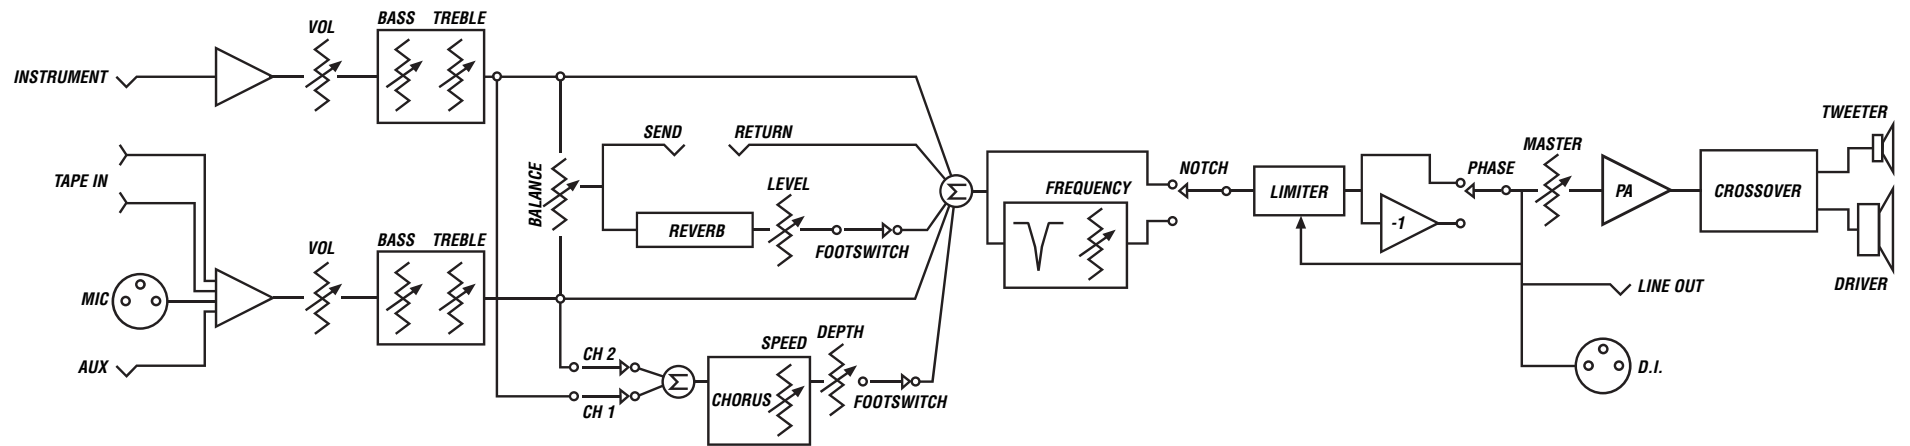 INSTRUMENT
VOL
BASS TREBLE
TAPE IN
MIC
AUX
VOL
BASS TREBLE
BALANCE
SEND
RETURN
REVERB
LEVEL
FOOTSWITCH
Σ
CH 2
CH 1
Σ
CHORUS
SPEED
DEPTH
FOOTSWITCH
FREQUENCY
NOTCH
LIMITER
-1
PHASE
MASTER
PA
CROSSOVER
TWEETER
DRIVER
LINE OUT
D.I.